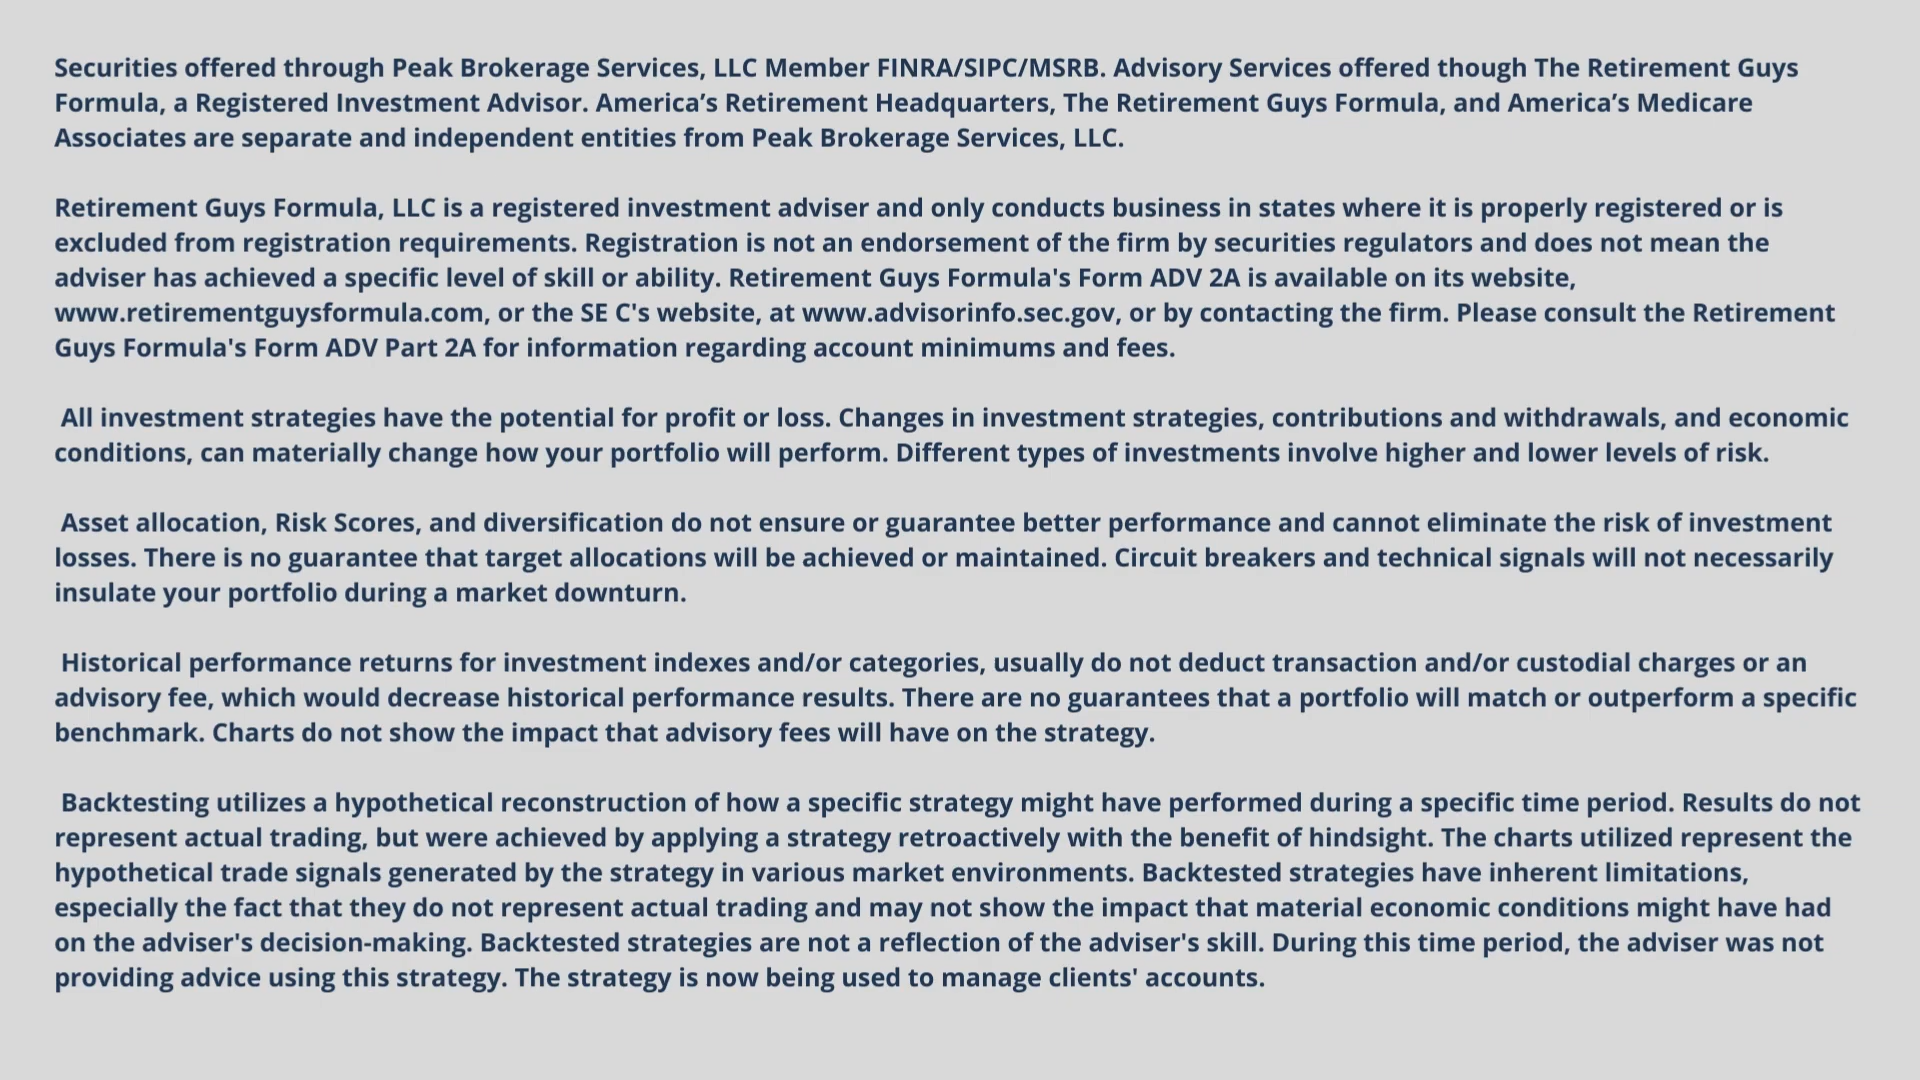 Securities offered through Peak Brokerage Services, LLC Member FINRA/SIPC/MSRB. Advisory Services offered though The Retirement Guys
Formula, a Registered Investment Advisor. America’s Retirement Headquarters, The Retirement Guys Formula, and America’s Medicare
Associates are separate and independent entities from Peak Brokerage Services, LLC.
Retirement Guys Formula, LLC is a registered investment adviser and only conducts business in states where it is properly registered or is
excluded from registration requirements. Registration is not an endorsement of the firm by securities regulators and does not mean the
adviser has achieved a specific level of skill or ability. Retirement Guys Formula's Form ADV 2A is available on its website,
www.retirementguysformula.com, or the SE C's website, at www.advisorinfo.sec.gov, or by contacting the firm. Please consult the Retirement
Guys Formula's Form ADV Part 2A for information regarding account minimums and fees.
All investment strategies have the potential for profit or loss. Changes in investment strategies, contributions and withdrawals, and economic
conditions, can materially change how your portfolio will perform. Different types of investments involve higher and lower levels of risk.
Asset allocation, Risk Scores, and diversification do not ensure or guarantee better performance and cannot eliminate the risk of investment
losses. There is no guarantee that target allocations will be achieved or maintained. Circuit breakers and technical signals will not necessarily
insulate your portfolio during a market downturn.
Historical performance returns for investment indexes and/or categories, usually do not deduct transaction and/or custodial charges or an
advisory fee, which would decrease historical performance results. There are no guarantees that a portfolio will match or outperform a specific
benchmark. Charts do not show the impact that advisory fees will have on the strategy.
Backtesting utilizes a hypothetical reconstruction of how a specific strategy might have performed during a specific time period. Results do not
represent actual trading, but were achieved by applying a strategy retroactively with the benefit of hindsight. The charts utilized represent the
hypothetical trade signals generated by the strategy in various market environments. Backtested strategies have inherent limitations,
especially the fact that they do not represent actual trading and may not show the impact that material economic conditions might have had
on the adviser's decision-making. Backtested strategies are not a reflection of the adviser's skill. During this time period, the adviser was not
providing advice using this strategy. The strategy is now being used to manage clients' accounts.